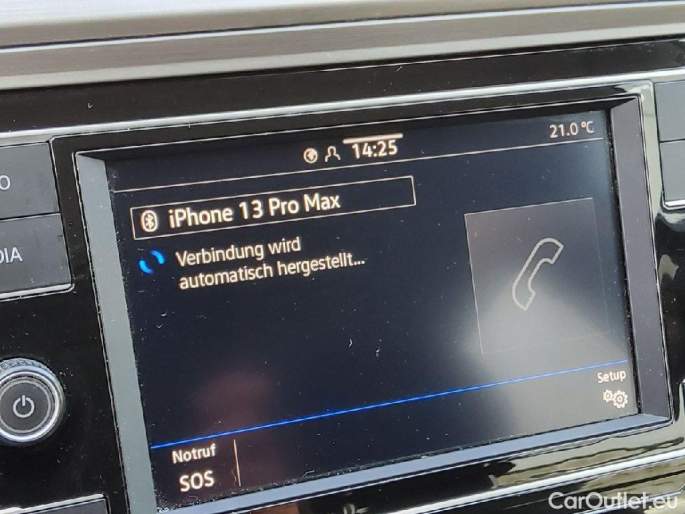 14:25
21.0 °C
iPhone 13 Pro Max
Verbindung wird
automatisch hergestellt...
Setup
Notruf
SOS
CarOutlet.eu